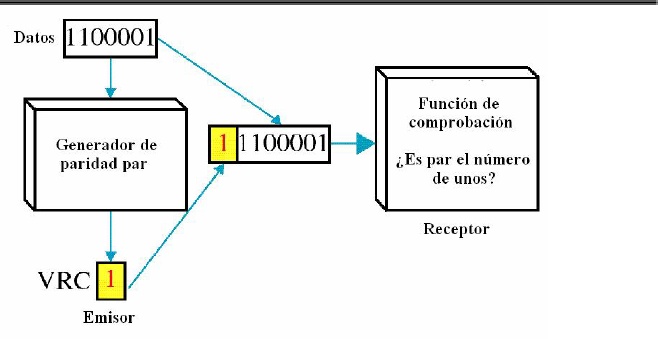 Datos 1100001
Generador de
paridad par
1 1100001
Función de
comprobación
¿Es par el número
de unos?
Receptor
VRC 1
Emisor